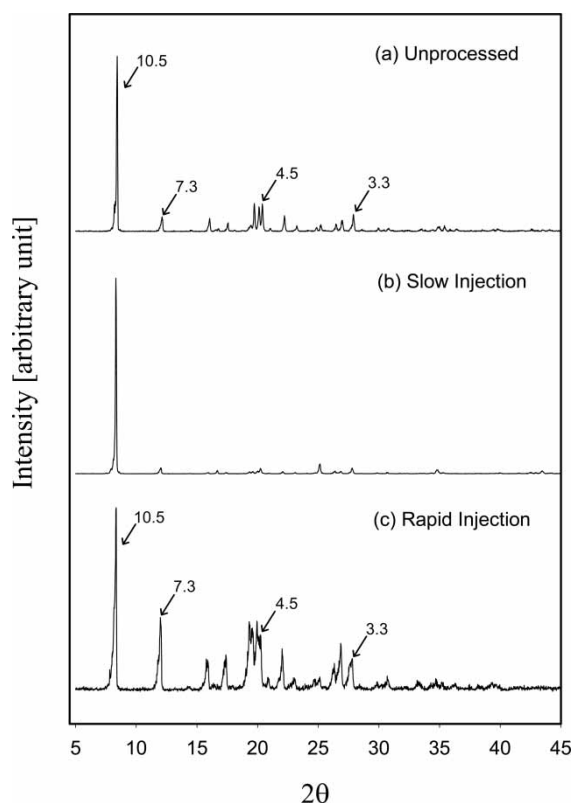 (a) Unprocessed
10.5
7.3
4.5
3.3
(b) Slow Injection
(c) Rapid Injection
10.5
7.3
4.5
3.3
Intensity [arbitrary unit]
5 10 15 20 25 30 35 40 45
2θ